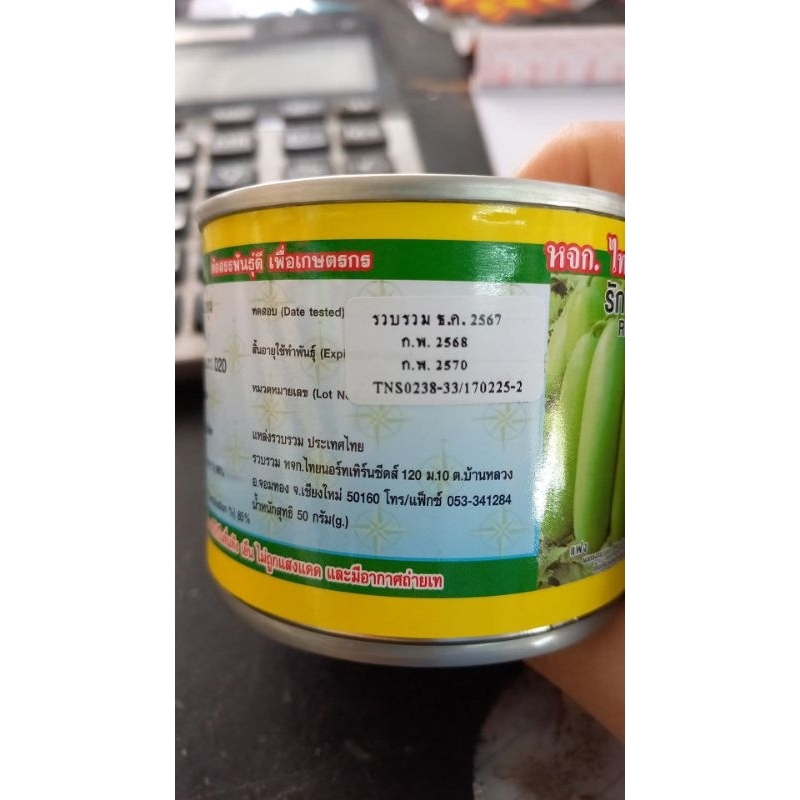 คัดสรรพันธุ์ดี เพื่อเกษตรกร
หจก.
ทดสอบ (Date tested)
รวบรวม ธ.ค. 2567
สิ้นอายุใช้ทำพันธุ์
ก.พ. 2568
ก.พ. 2570
หมวดหมายเลข (Lot
TNS0238-33/170225-2
020
แหล่งรวบรวม ประเทศไทย
รวบรวม หจก.ไทยนอร์ทเทิร์นซีดส์ 120 ม.10 ต.บ้านหลวง
อ.จอมทอง จ.เชียงใหม่ 50160 โทร/แฟ็กซ์ 053-341284
น้ำหนักสุทธิ 50 กรัม(g.)
(%) 85%
เย็น ไม่ถูกแสงแดด และมีอากาศถ่ายเท
แฟง